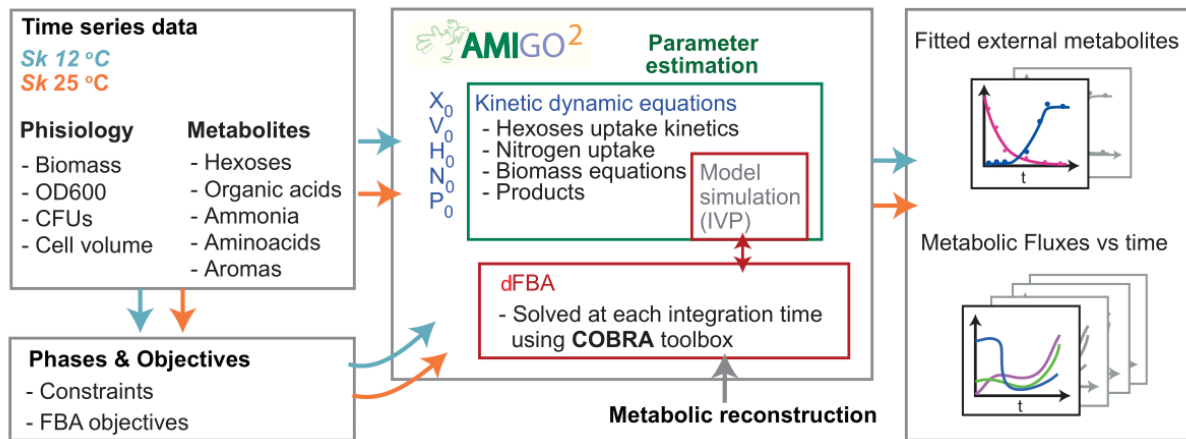 Time series data
Sk 12 °C
Sk 25 °C
Phisiology
- Biomass
- OD600
- CFUs
- Cell volume
Metabolites
- Hexoses
- Organic acids
- Ammonia
- Aminoacids
- Aromas
Phases & Objectives
- Constraints
- FBA objectives
AMIGO2
Parameter
estimation
X0
V0
H0
N0
P0
Kinetic dynamic equations
- Hexoses uptake kinetics
- Nitrogen uptake
- Biomass equations
- Products
Model
simulation
(IVP)
dFBA
- Solved at each integration time
using COBRA toolbox
Metabolic reconstruction
Fitted external metabolites
t
Metabolic Fluxes vs time
t